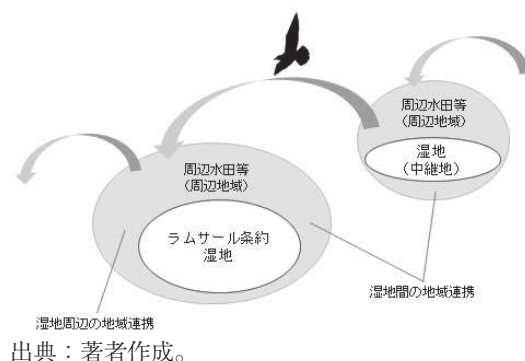 周辺水田等
（周辺地域）
湿地
（中継地）
周辺水田等
（周辺地域）
ラムサール条約
湿地
湿地間の地域連携
湿地周辺の地域連携
出典：著者作成。